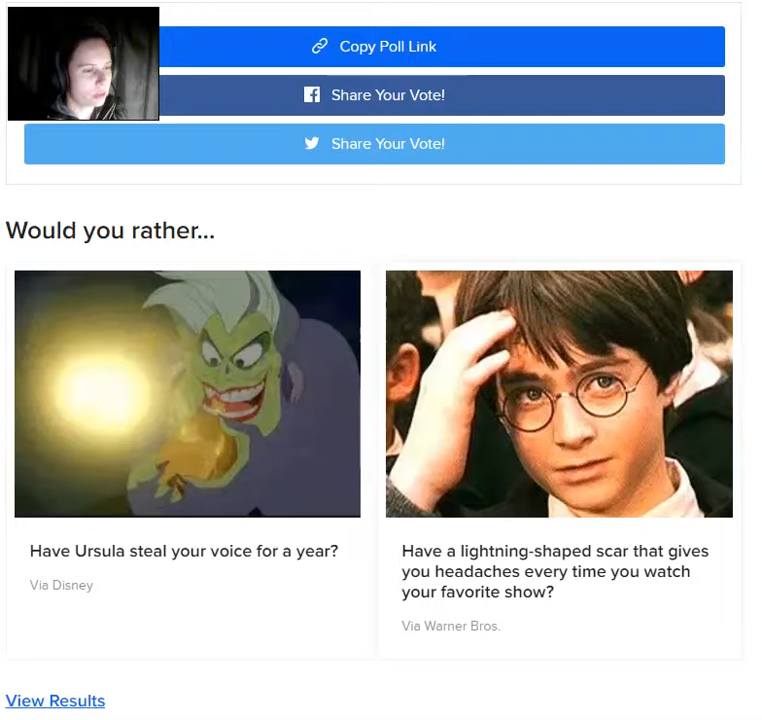 Copy Poll Link
Share Your Vote!
Share Your Vote!
Would you rather...
Have Ursula steal your voice for a year?
Via Disney
Have a lightning-shaped scar that gives
you headaches every time you watch
your favorite show?
Via Warner Bros.
View Results